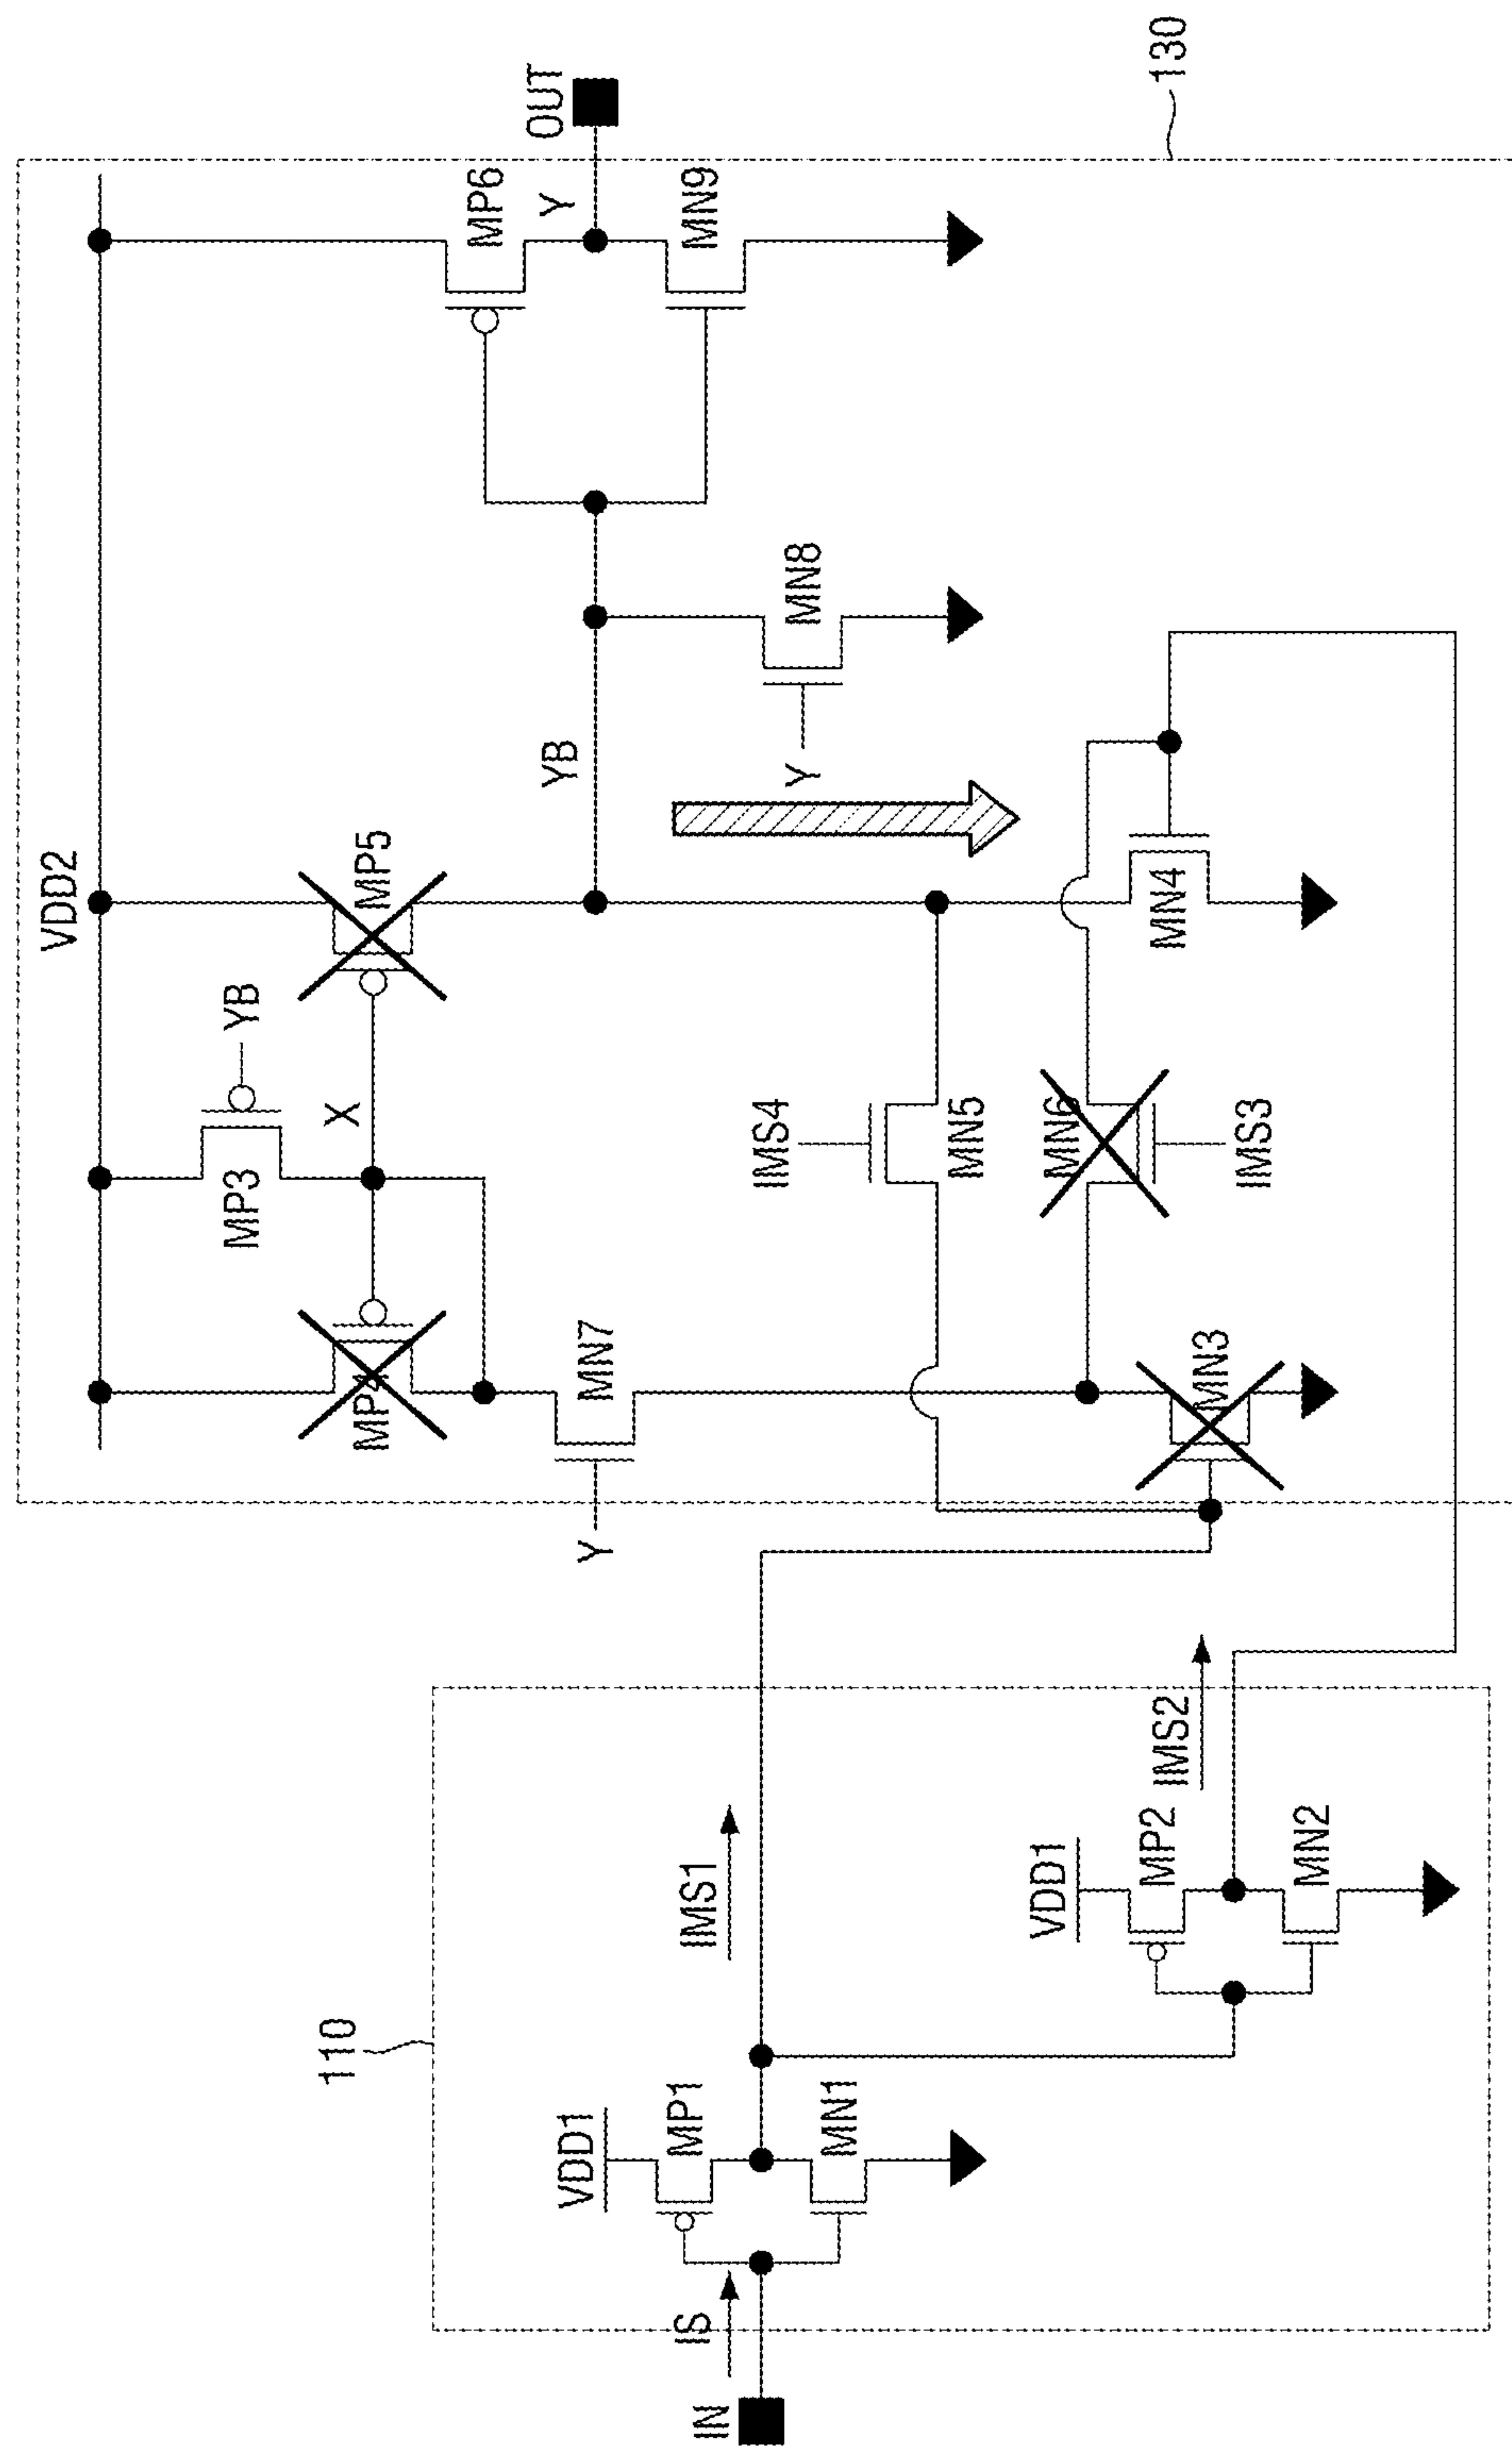 130
OUT
VDD2
YB
MP3
X
MP4
MP5
MP6
Y
MN9
YB
MN8
Y
MN7
Y
IMS4
MN5
MN6
IMS3
MN4
MN3
110
IN
IS
VDD1
MP1
MN1
IMS1
VDD1
MP2
MN2
IMS2